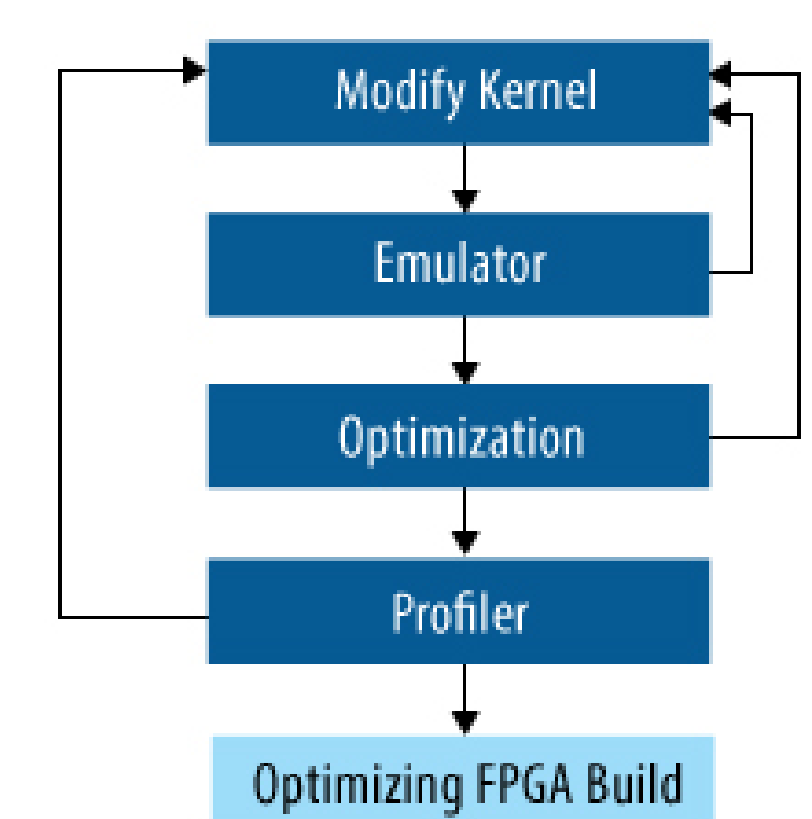 Modify Kernel
Emulator
Optimization
Profiler
Optimizing FPGA Build